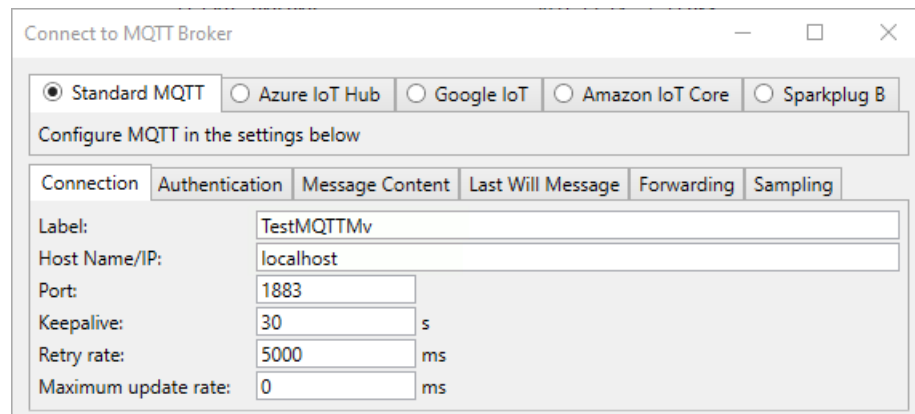 Connect to MQTT Broker
Standard MQTT Azure IoT Hub Google IoT Amazon IoT Core Sparkplug B
Configure MQTT in the settings below
Connection Authentication Message Content Last Will Message Forwarding Sampling
Label: TestMQTTMv
Host Name/IP: localhost
Port: 1883
Keepalive: 30 s
Retry rate: 5000 ms
Maximum update rate: 0 ms